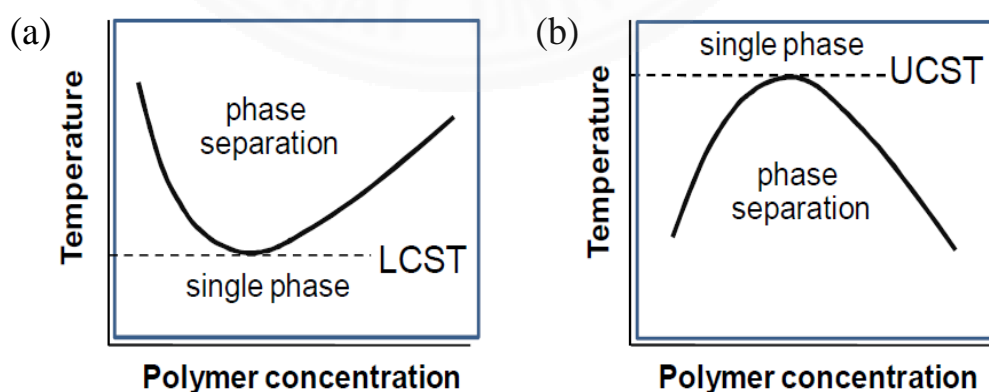 (a)
Temperature
phase
separation
LCST
single phase
Polymer concentration
(b)
Temperature
single phase
UCST
phase
separation
Polymer concentration